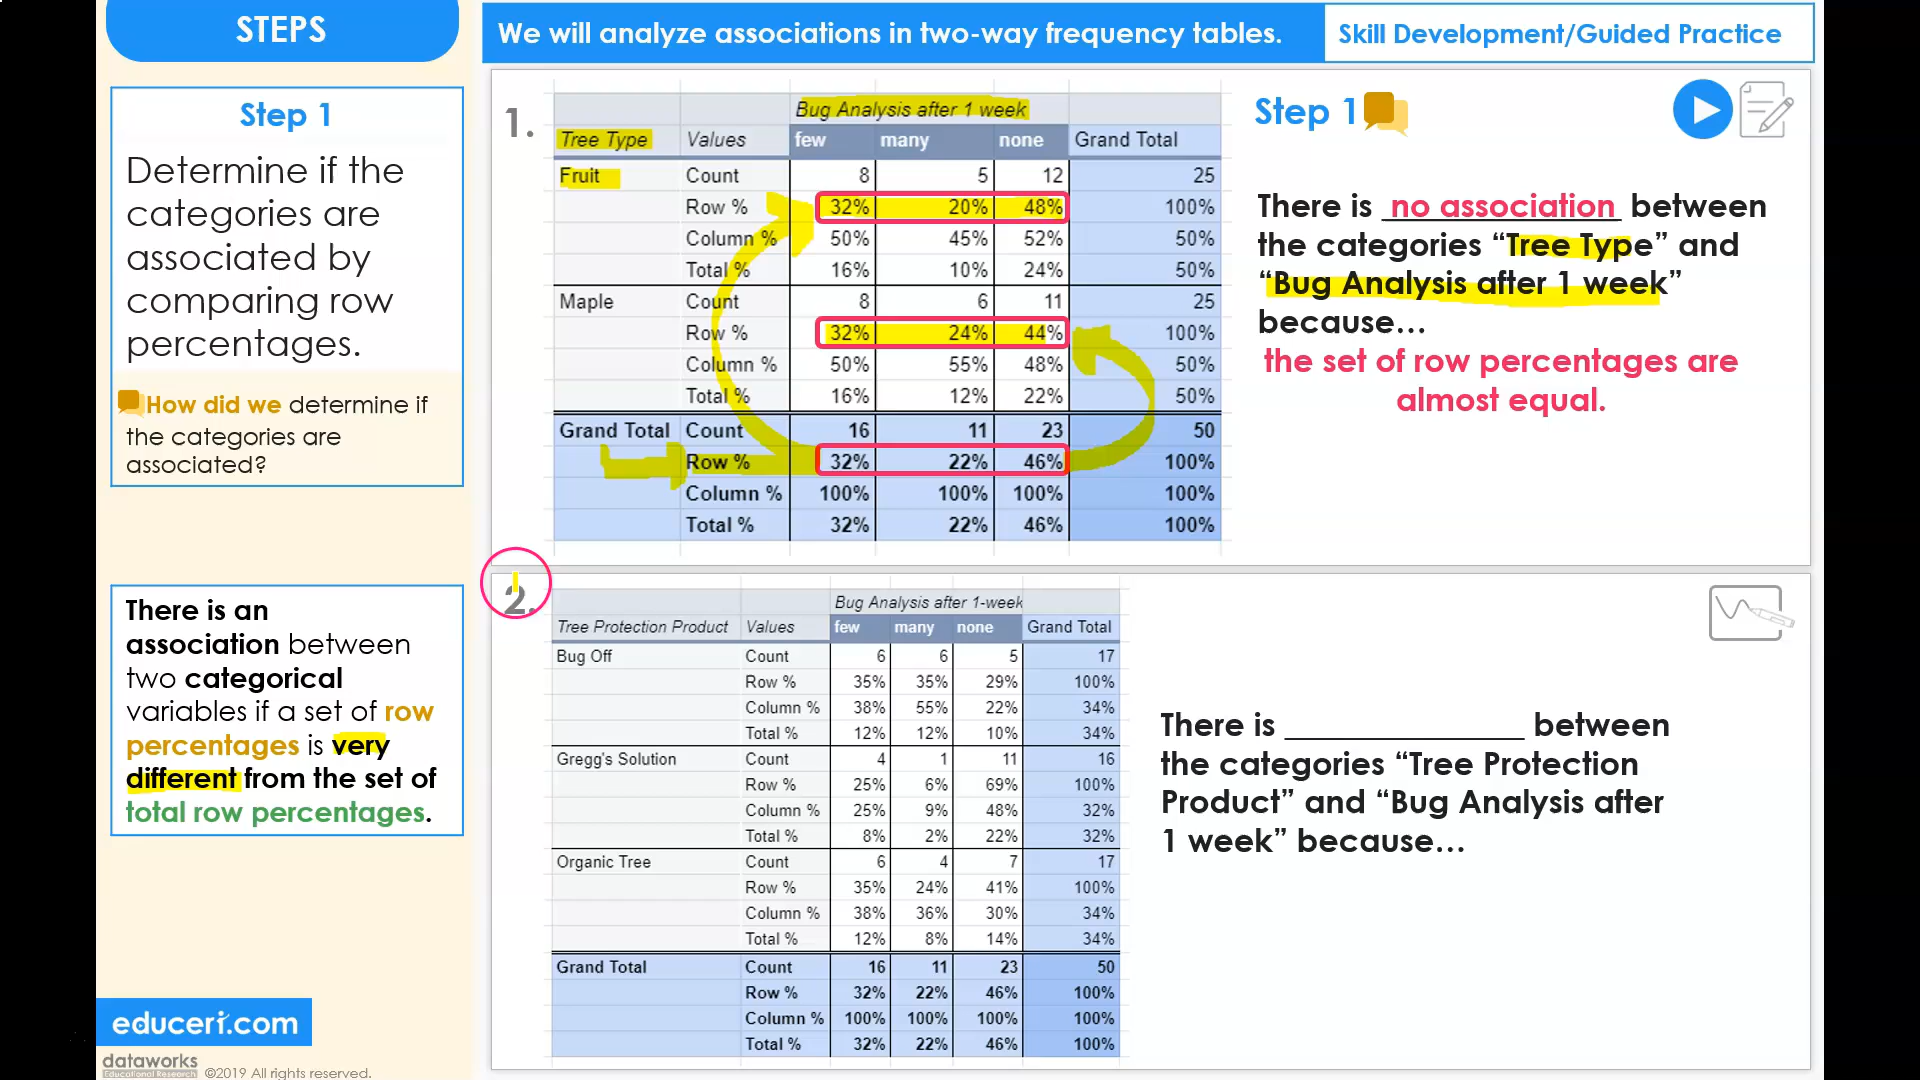 STEPS
We will analyze associations in two-way frequency tables.
Skill Development/Guided Practice
Step 1
Determine if the
categories are
associated by
comparing row
percentages.
How did we determine if
the categories are
associated?
There is an
association between
two categorical
variables if a set of row
percentages is very
different from the set of
total row percentages.
educeri.com
dataworks
Educational Research
©2019 All rights reserved.
1.
Bug Analysis after 1 week
Tree Type Values few many none Grand Total
Fruit Count 8 5 12 25
Row % 32% 20% 48% 100%
Column % 50% 45% 52% 50%
Total % 16% 10% 24% 50%
Maple Count 8 6 11 25
Row % 32% 24% 44% 100%
Column % 50% 55% 48% 50%
Total % 16% 12% 22% 50%
Grand Total Count 16 11 23 50
Row % 32% 22% 46% 100%
Column % 100% 100% 100% 100%
Total % 32% 22% 46% 100%
Step 1
There is no association between
the categories “Tree Type” and
“Bug Analysis after 1 week”
because…
the set of row percentages are
almost equal.
2.
Bug Analysis after 1-week
Tree Protection Product Values few many none Grand Total
Bug Off Count 6 6 5 17
Row % 35% 35% 29% 100%
Column % 38% 55% 22% 34%
Total % 12% 12% 10% 34%
Gregg's Solution Count 4 1 11 16
Row % 25% 6% 69% 100%
Column % 25% 9% 48% 32%
Total % 8% 2% 22% 32%
Organic Tree Count 6 4 7 17
Row % 35% 24% 41% 100%
Column % 38% 36% 30% 34%
Total % 12% 8% 14% 34%
Grand Total Count 16 11 23 50
Row % 32% 22% 46% 100%
Column % 100% 100% 100% 100%
Total % 32% 22% 46% 100%
There is _______________ between
the categories “Tree Protection
Product” and “Bug Analysis after
1 week” because…